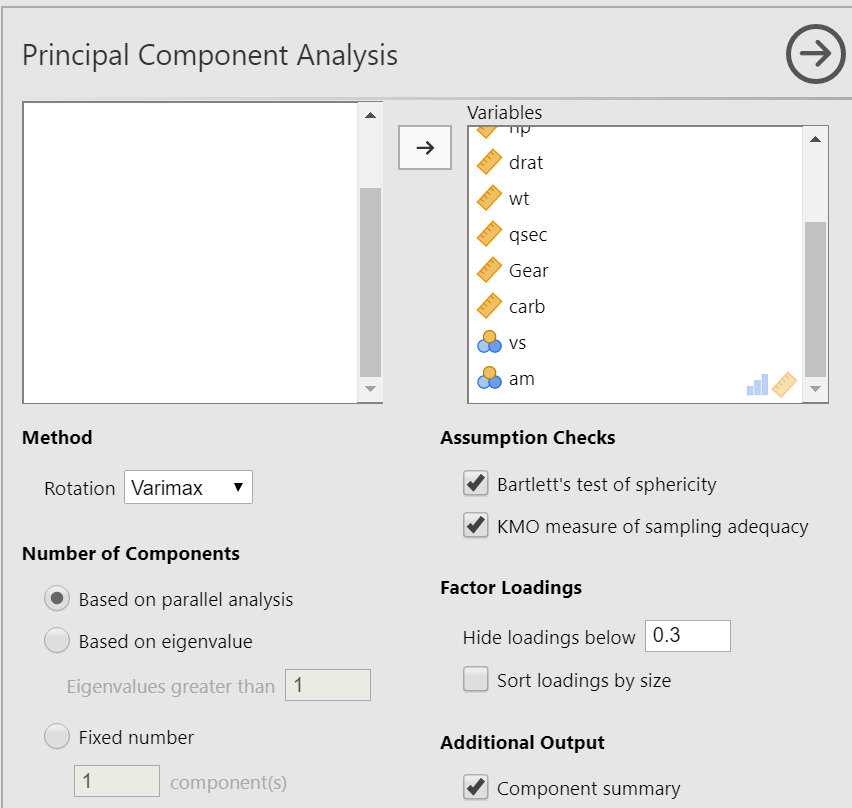 Principal Component Analysis
Variables
drat
wt
qsec
Gear
carb
vs
am
Method
Rotation Varimax
Number of Components
Based on parallel analysis
Based on eigenvalue
Eigenvalues greater than 1
Fixed number
1 component(s)
Assumption Checks
Bartlett's test of sphericity
KMO measure of sampling adequacy
Factor Loadings
Hide loadings below 0.3
Sort loadings by size
Additional Output
Component summary